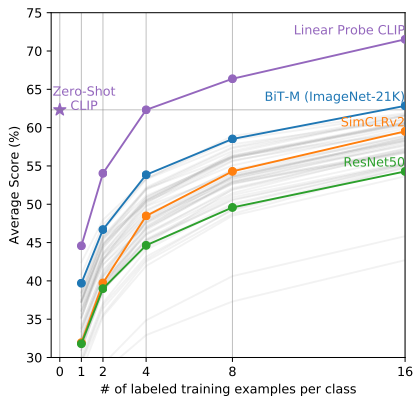 75
70
65
60
55
50
45
40
35
30
Average Score (%)
Linear Probe CLIP
Zero-Shot
CLIP
BiT-M (ImageNet-21K)
SimCLRv2
ResNet50
0 1 2 4 8 16
# of labeled training examples per class